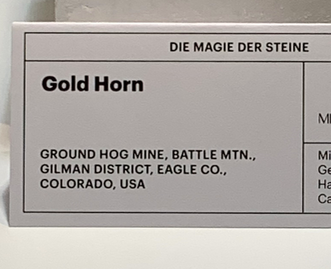 DIE MAGIE DER STEINE
Gold Horn
GROUND HOG MINE, BATTLE MTN.,
GILMAN DISTRICT, EAGLE CO.,
COLORADO, USA